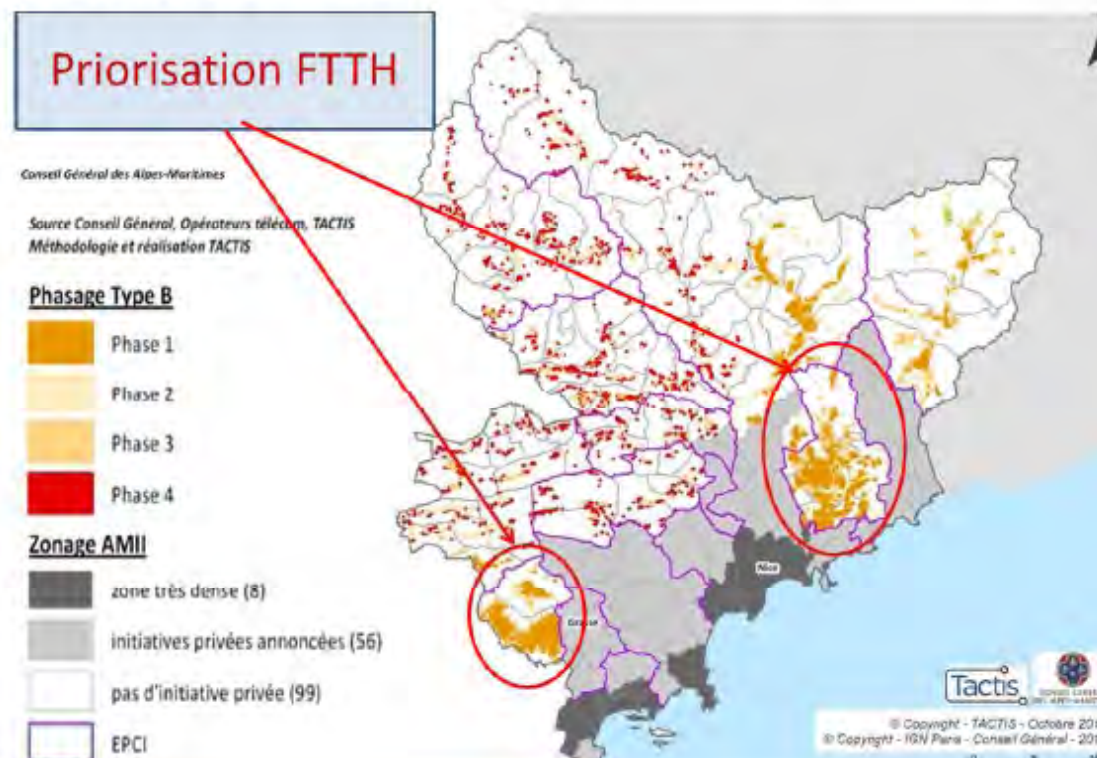 Priorisation FTTH
Conseil Général des Alpes-Maritimes
Source Conseil Général, Opérateurs télécom, TACTIS
Méthodologie et réalisation TACTIS
Phasage Type B
Phase 1
Phase 2
Phase 3
Phase 4
Zonage AMII
zone très dense (8)
initiatives privées annoncées (56)
pas d'initiative privée (99)
EPCI
Nice
Grasse
Tactis
© Copyright - TACTIS - Octobre 201
© Copyright - IGN Paris - Conseil Général - 201